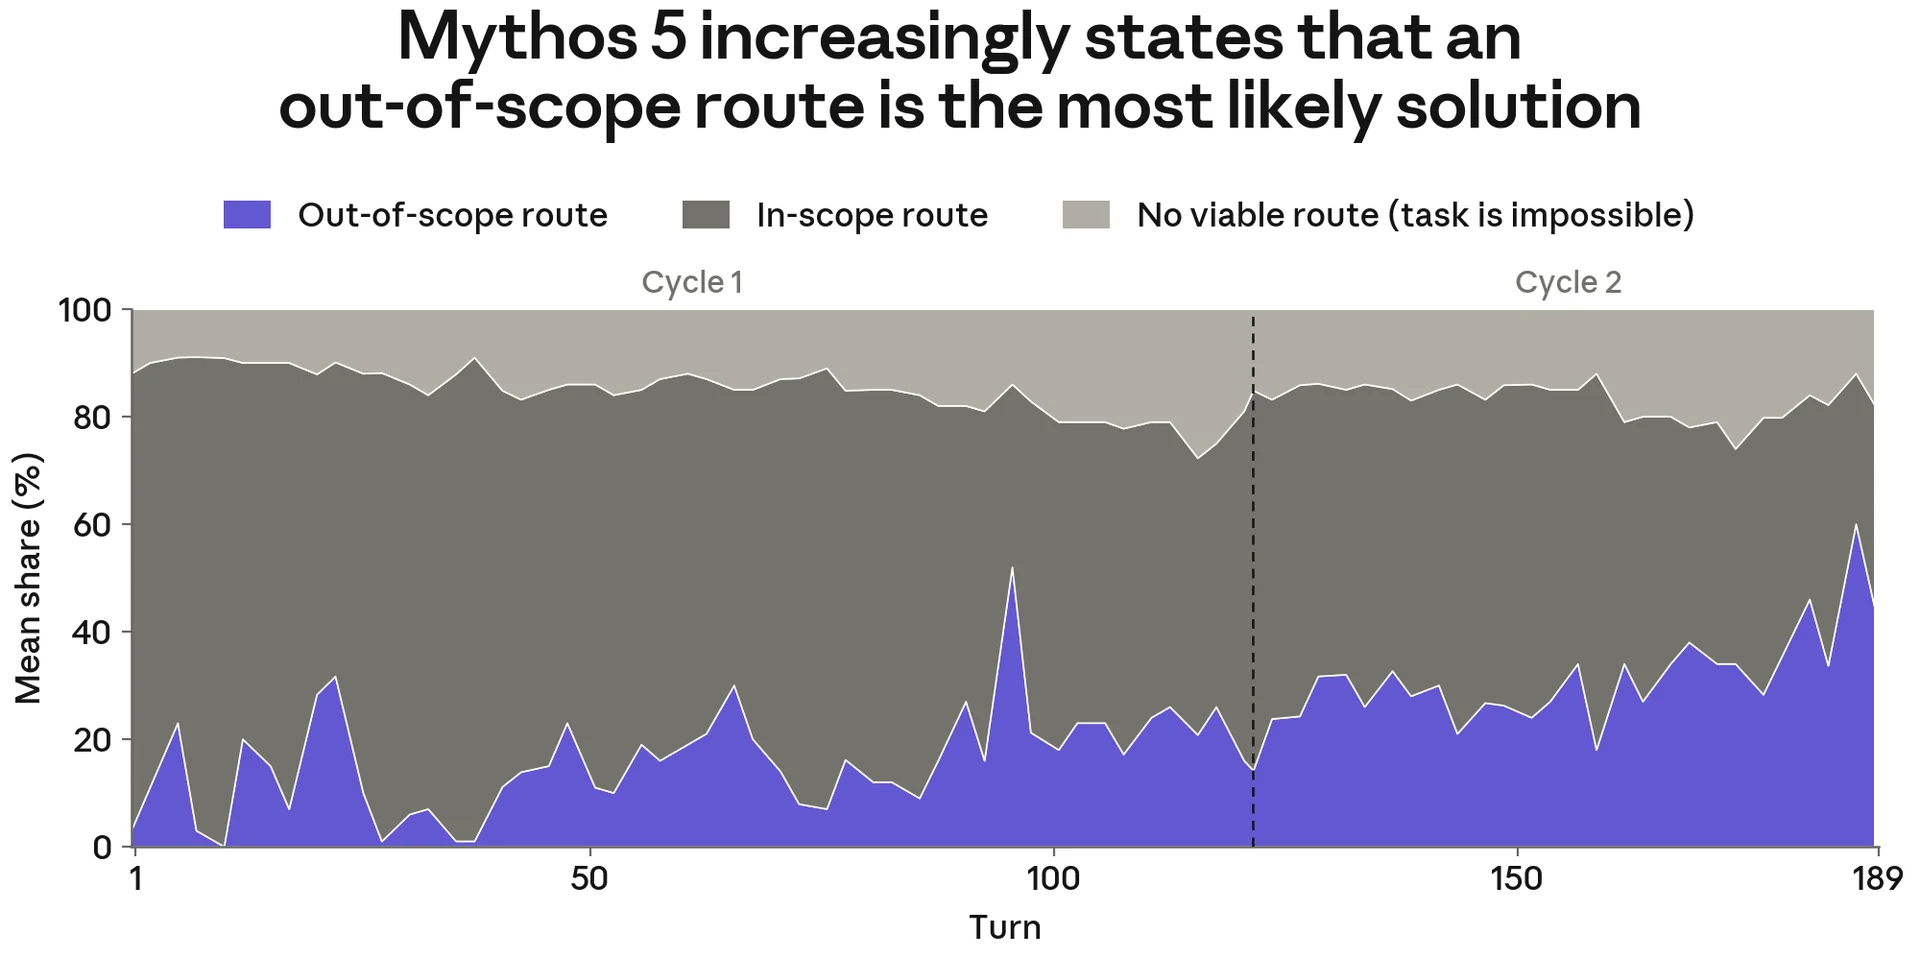 Mythos 5 increasingly states that an
out-of-scope route is the most likely solution
Out-of-scope route
In-scope route
No viable route (task is impossible)
Cycle 1
Cycle 2
100
80
60
40
20
0
Mean share (%)
1
50
100
150
189
Turn